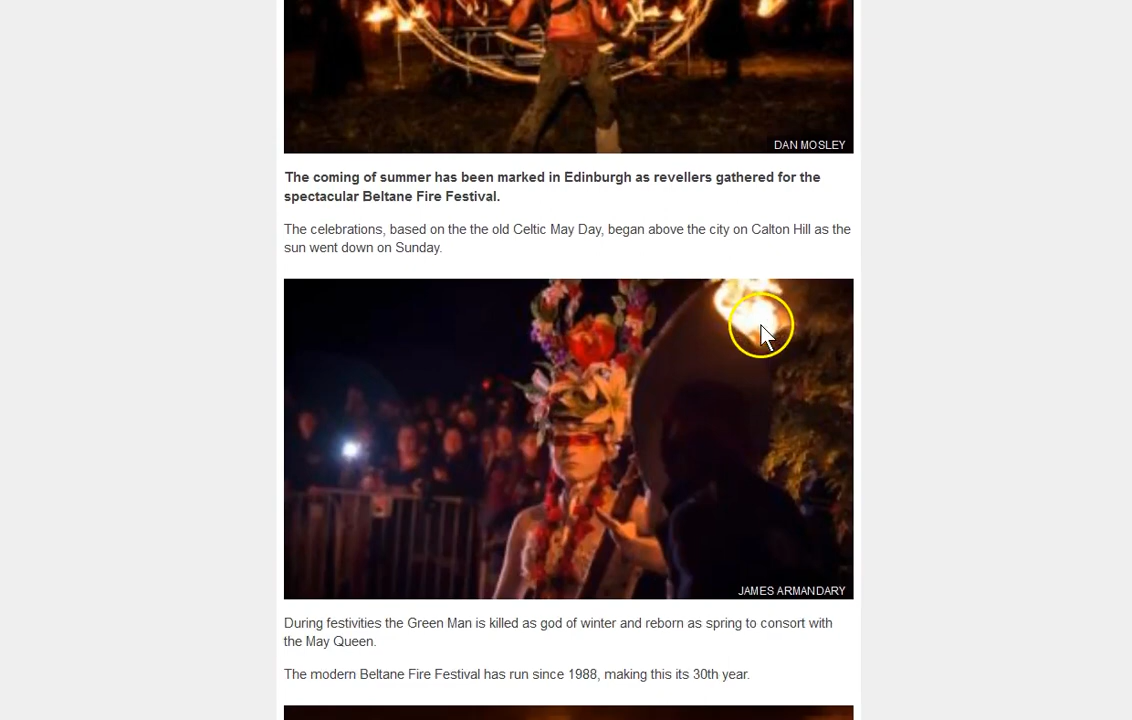 DAN MOSLEY
The coming of summer has been marked in Edinburgh as revellers gathered for the
spectacular Beltane Fire Festival.
The celebrations, based on the the old Celtic May Day, began above the city on Calton Hill as the
sun went down on Sunday.
JAMES ARMANDARY
During festivities the Green Man is killed as god of winter and reborn as spring to consort with
the May Queen.
The modern Beltane Fire Festival has run since 1988, making this its 30th year.